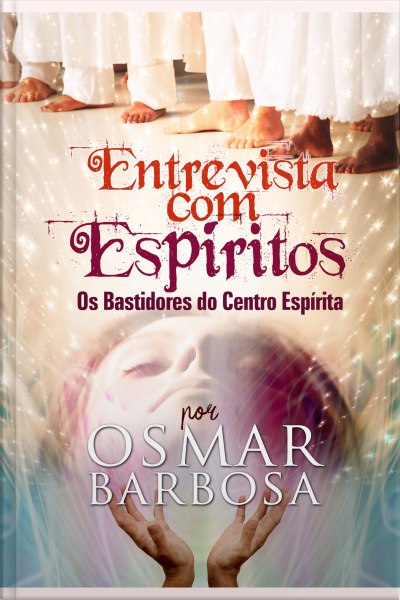 Entrevista
com
Espíritos
Os Bastidores do Centro Espírita
por
OSMAR
BARBOSA